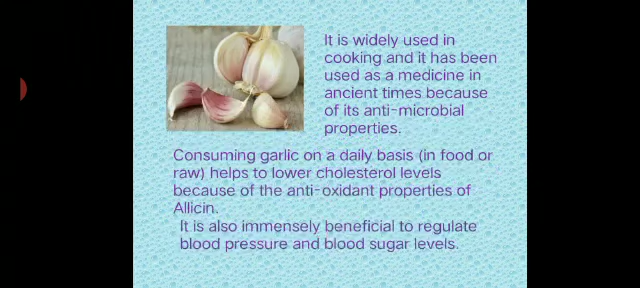 It is widely used in
cooking and it has been
used as a medicine in
ancient times because
of its anti-microbial
properties.
Consuming garlic on a daily basis (in food or
raw) helps to lower cholesterol levels
because of the anti-oxidant properties of
Allicin.
It is also immensely beneficial to regulate
blood pressure and blood sugar levels.